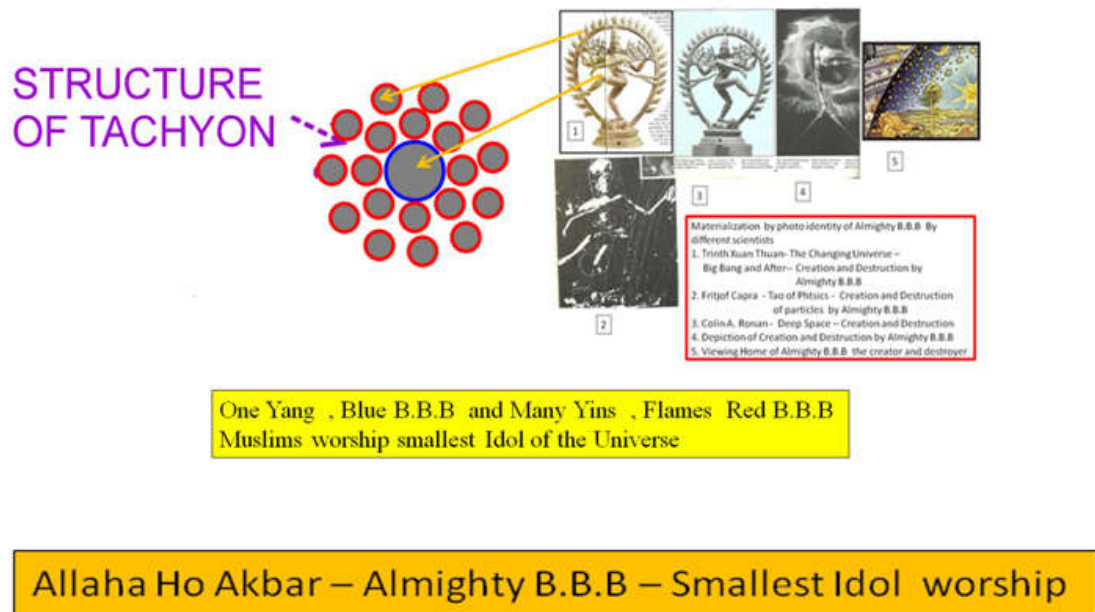 STRUCTURE
OF TACHYON
1
3
4
5
2
Materialization by photo identity of Almighty B.B.B By
different scientists
1. Trinth Xuan Thuan- The Changing Universe –
Big Bang and After-- Creation and Destruction by
Almighty B.B.B
2. Fritjof Capra - Tao of Phtsics - Creation and Destruction
of particles by Almighty B.B.B
3. Colin A. Ronan - Deep Space – Creation and Destruction
4. Depiction of Creation and Destruction by Almighty B.B.B
5. Viewing Home of Almighty B.B.B the creator and destroyer
One Yang , Blue B.B.B and Many Yins , Flames Red B.B.B
Muslims worship smallest Idol of the Universe
Allaha Ho Akbar – Almighty B.B.B – Smallest Idol worship